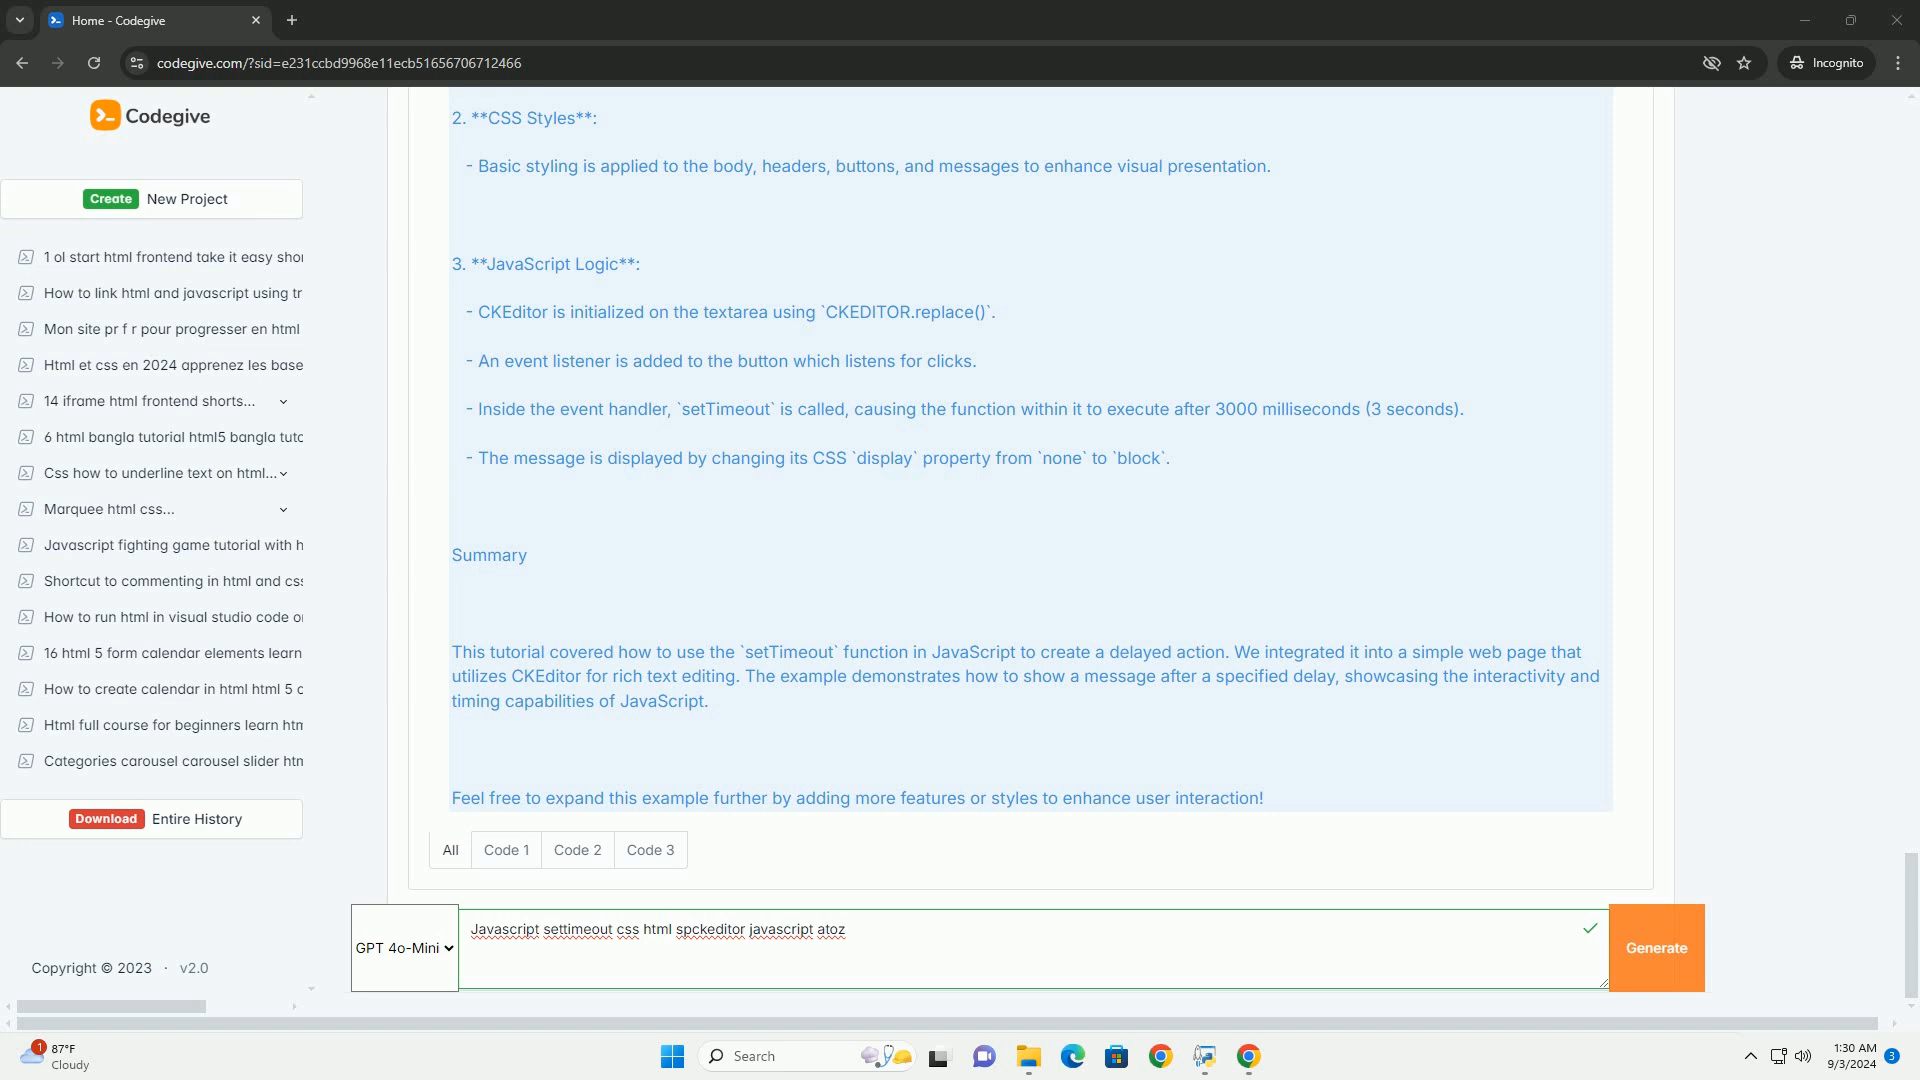 Home - Codegive
codegive.com/?sid=e231ccbd9968e11ecb51656706712466
Incognito
Codegive
Create New Project
1 ol start html frontend take it easy shor
How to link html and javascript using tr
Mon site pr f r pour progresser en html
Html et css en 2024 apprenez les base
14 iframe html frontend shorts...
6 html bangla tutorial html5 bangla tuto
Css how to underline text on html...
Marquee html css...
Javascript fighting game tutorial with h
Shortcut to commenting in html and css
How to run html in visual studio code o
16 html 5 form calendar elements learn
How to create calendar in html html 5 c
Html full course for beginners learn htm
Categories carousel carousel slider htm
Download Entire History
Copyright © 2023 · v2.0
2. **CSS Styles**:
- Basic styling is applied to the body, headers, buttons, and messages to enhance visual presentation.
3. **JavaScript Logic**:
- CKEditor is initialized on the textarea using `CKEDITOR.replace()`.
- An event listener is added to the button which listens for clicks.
- Inside the event handler, `setTimeout` is called, causing the function within it to execute after 3000 milliseconds (3 seconds).
- The message is displayed by changing its CSS `display` property from `none` to `block`.
Summary
This tutorial covered how to use the `setTimeout` function in JavaScript to create a delayed action. We integrated it into a simple web page that
utilizes CKEditor for rich text editing. The example demonstrates how to show a message after a specified delay, showcasing the interactivity and
timing capabilities of JavaScript.
Feel free to expand this example further by adding more features or styles to enhance user interaction!
All Code 1 Code 2 Code 3
GPT 4o-Mini
Javascript settimeout css html spckeditor javascript atoz
Generate
1
87°F
Cloudy
Search
1:30 AM
9/3/2024
3